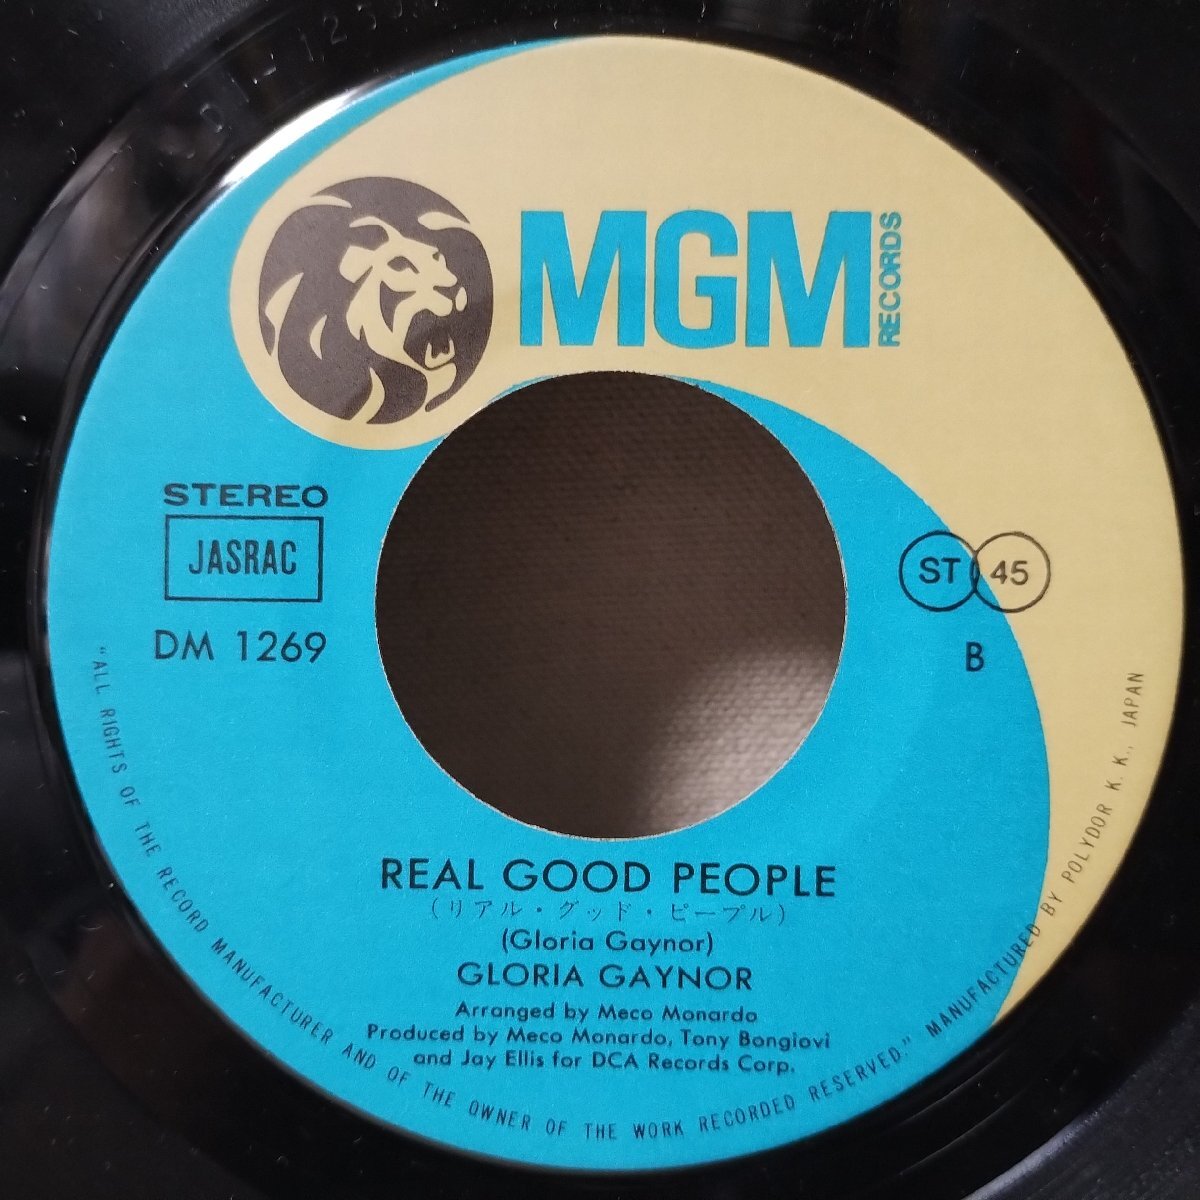 MGM
RECORDS
STEREO
JASRAC
DM 1269
ST 45
B
REAL GOOD PEOPLE
(リアル・グッド・ピープル)
(Gloria Gaynor)
GLORIA GAYNOR
Arranged by Meco Monardo
Produced by Meco Monardo, Tony Bongiovi
and Jay Ellis for DCA Records Corp.
"ALL RIGHTS OF THE RECORD MANUFACTURER AND OF THE OWNER OF THE WORK RECORDED RESERVED." MANUFACTURED BY POLYDOR K. K., JAPAN